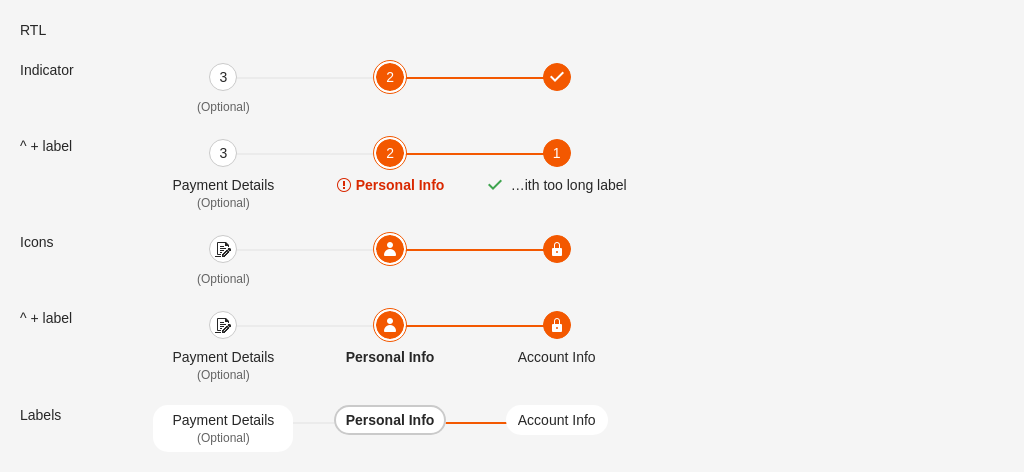 RTL
Indicator
3 2
(Optional)
^ + label
3 2 1
Payment Details Personal Info ...ith too long label
(Optional)
Icons
(Optional)
^ + label
Payment Details Personal Info Account Info
(Optional)
Labels
Payment Details Personal Info Account Info
(Optional)